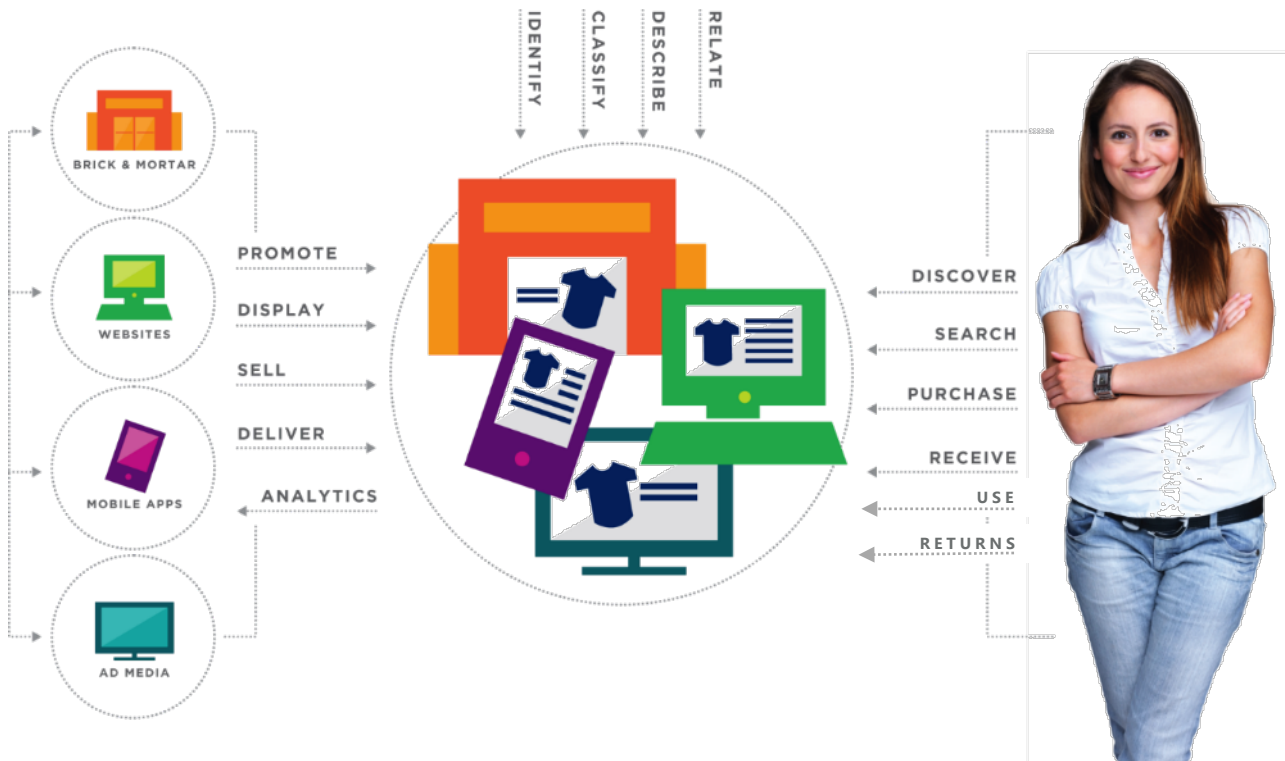 IDENTIFY
CLASSIFY
DESCRIBE
RELATE
BRICK & MORTAR
WEBSITES
MOBILE APPS
AD MEDIA
PROMOTE
DISPLAY
SELL
DELIVER
ANALYTICS
DISCOVER
SEARCH
PURCHASE
RECEIVE
USE
RETURNS